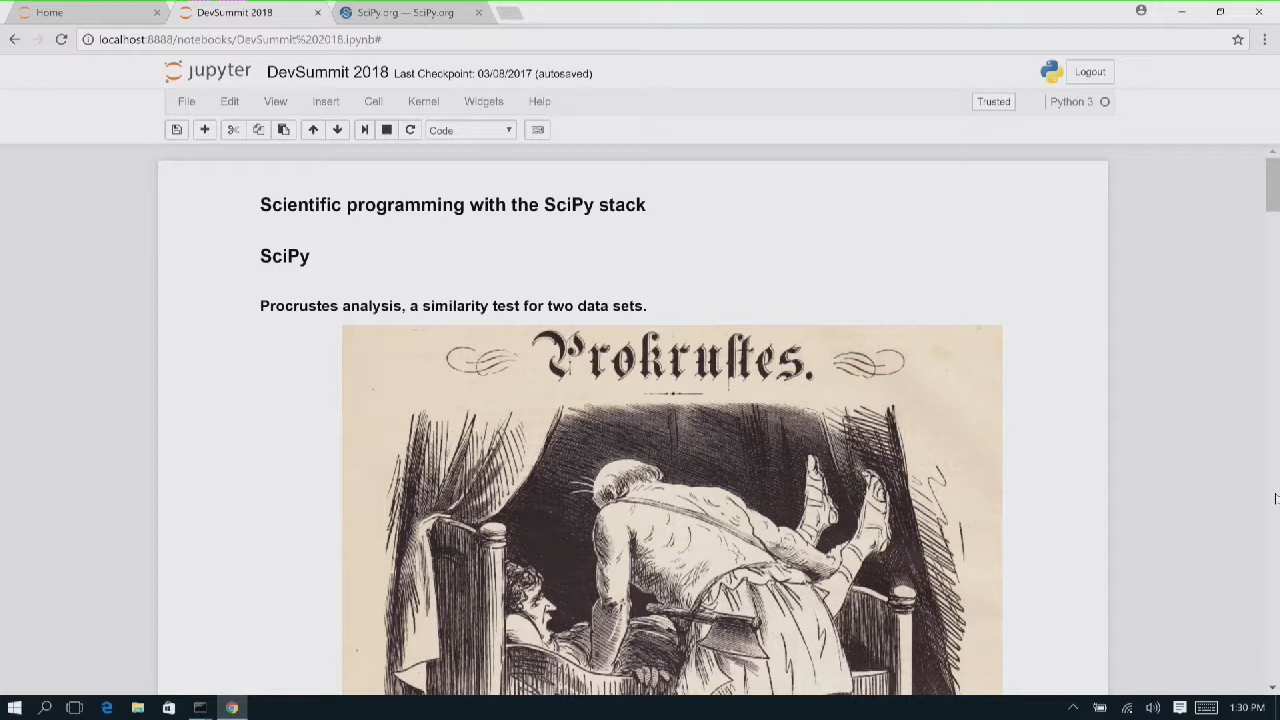 Home
DevSummit 2018
SciPy.org — SciPy.org
localhost:8888/notebooks/DevSummit%202018.ipynb#
jupyter DevSummit 2018 Last Checkpoint: 03/08/2017 (autosaved)
Logout
File Edit View Insert Cell Kernel Widgets Help
Trusted
Python 3
Code
Scientific programming with the SciPy stack
SciPy
Procrustes analysis, a similarity test for two data sets.
Prokruſtes.
1:30 PM